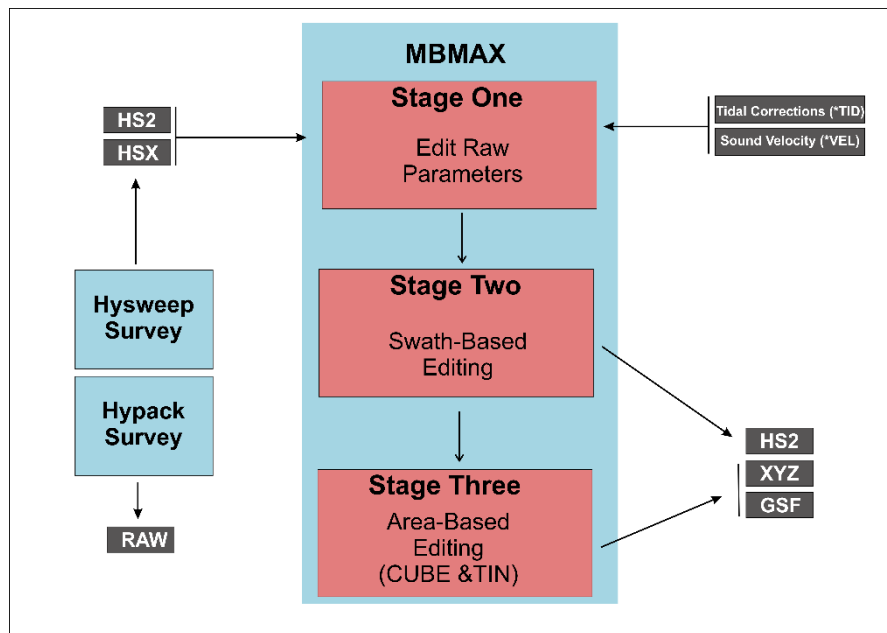 MBMAX
Stage One
Edit Raw
Parameters
HS2
HSX
Tidal Corrections (*TID)
Sound Velocity (*VEL)
Hysweep
Survey
Hypack
Survey
RAW
Stage Two
Swath-Based
Editing
Stage Three
Area-Based
Editing
(CUBE &TIN)
HS2
XYZ
GSF